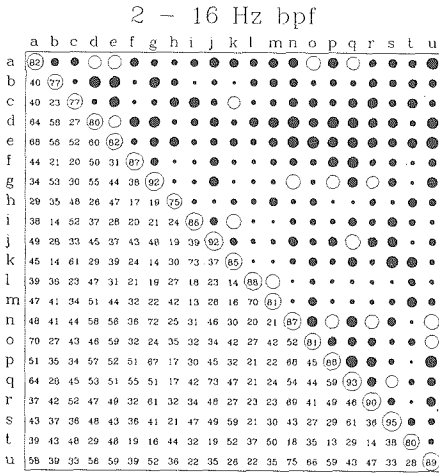 2 - 16 Hz bpf
a b c d e f g h i j k l m n o p q r s t u
a 82
b 40 77
c 40 23 77
d 64 58 27 80
e 68 58 52 60 82
f 44 21 20 50 31 87
g 34 53 30 55 44 38 92
h 29 35 48 26 47 17 19 75
i 38 14 52 37 28 20 21 24 86
j 49 28 33 45 37 43 48 19 39 92
k 45 14 61 29 39 24 14 30 73 37 85
l 39 36 23 47 31 21 19 27 18 23 14 88
m 47 41 34 51 44 32 22 42 13 28 16 70 81
n 48 41 44 58 56 36 72 25 31 46 30 20 21 87
o 70 27 43 46 59 32 24 35 32 34 42 27 42 52 81
p 51 35 34 57 52 51 67 17 30 45 32 21 22 68 45 88
q 64 28 45 53 51 55 51 17 42 73 47 21 24 54 44 59 93
r 37 42 52 47 49 32 61 32 34 48 27 23 23 69 41 49 46 90
s 43 37 36 48 43 36 41 21 47 49 59 21 30 43 27 29 61 36 95
t 39 43 48 29 48 19 16 44 32 19 52 37 50 18 35 13 29 14 38 80
u 58 39 33 56 59 39 52 36 22 35 26 22 35 75 66 59 43 47 33 28 89